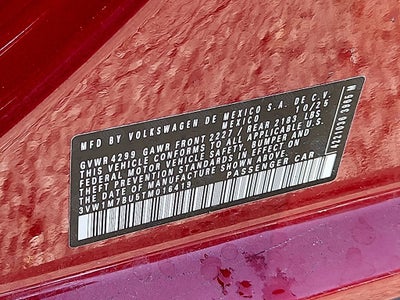 MFD BY VOLKSWAGEN DE MEXICO S.A. DE C.V.
MEXICO 10/25
GVWR 4299 GAWR FRONT 2227 / REAR 2183 LBS
THIS VEHICLE CONFORMS TO ALL APPLICABLE U.S.
FEDERAL MOTOR VEHICLE SAFETY, BUMPER AND
THEFT PREVENTION STANDARDS IN EFFECT ON
THE DATE OF MANUFACTURE SHOWN ABOVE
3VW1M7BU5TM016419 PASSENGER CAR